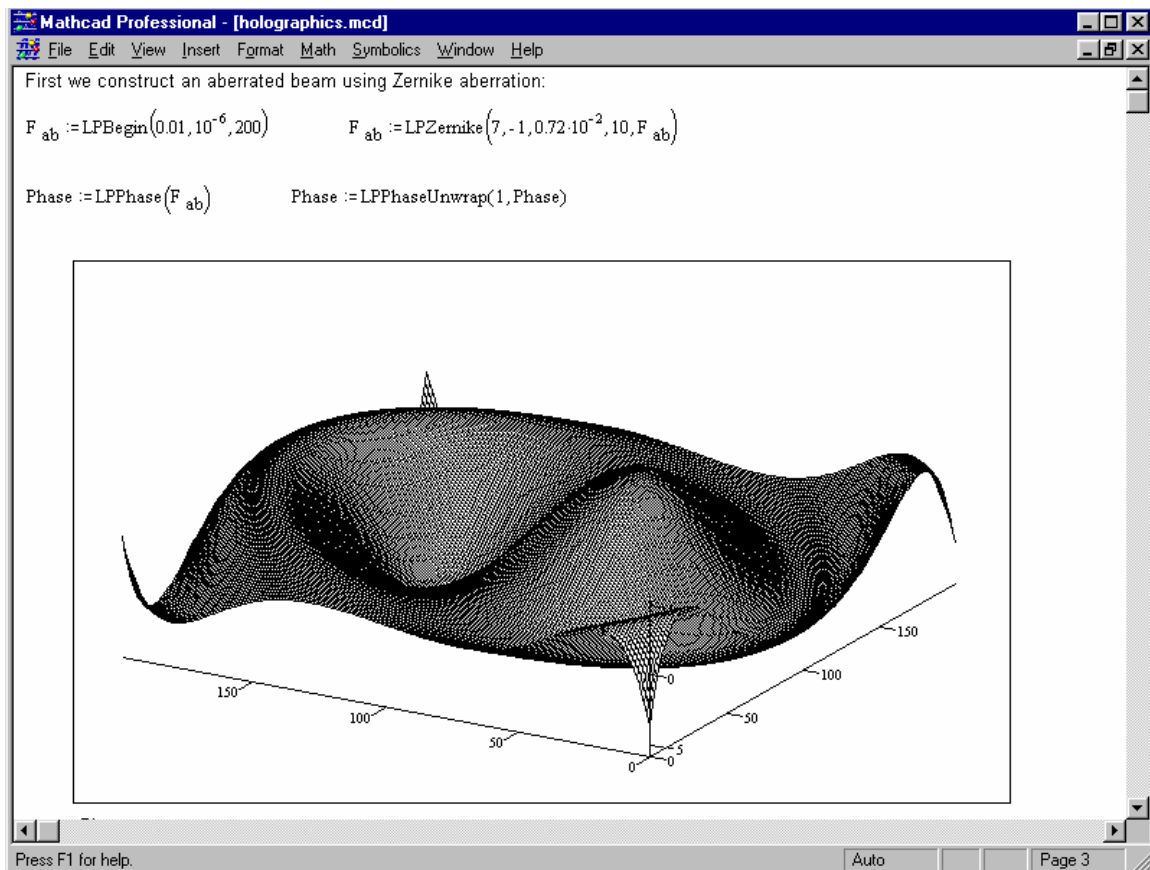 Mathcad Professional - [holographics.mcd]
File Edit View Insert Format Math Symbolics Window Help
First we construct an aberrated beam using Zernike aberration:
F ab :=LPBegin(0.01,10^-6,200) F ab :=LPZernike(7,-1,0.72·10^-2,10,F ab)
Phase :=LPPhase(F ab) Phase :=LPPhaseUnwrap(1,Phase)
150
100
50
0
0
5
0
50
100
150
Press F1 for help. Auto Page 3